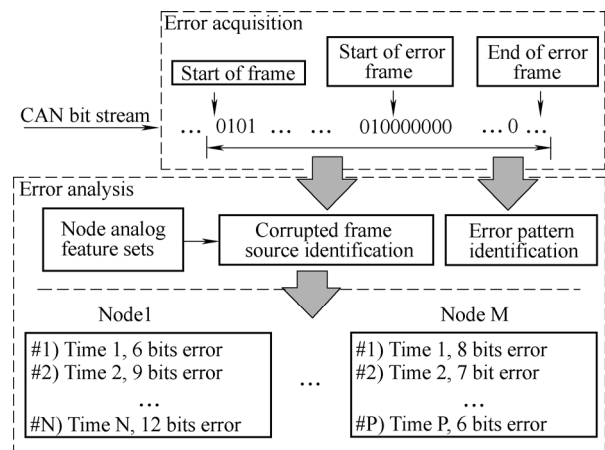 Error acquisition
Start of frame
Start of error
frame
End of error
frame
CAN bit stream
... 0101 ... ... 010000000 ...0 ...
Error analysis
Node analog
feature sets
Corrupted frame
source identification
Error pattern
identification
Node1
#1) Time 1, 6 bits error
#2) Time 2, 9 bits error
...
#N) Time N, 12 bits error
...
Node M
#1) Time 1, 8 bits error
#2) Time 2, 7 bit error
...
#P) Time P, 6 bits error